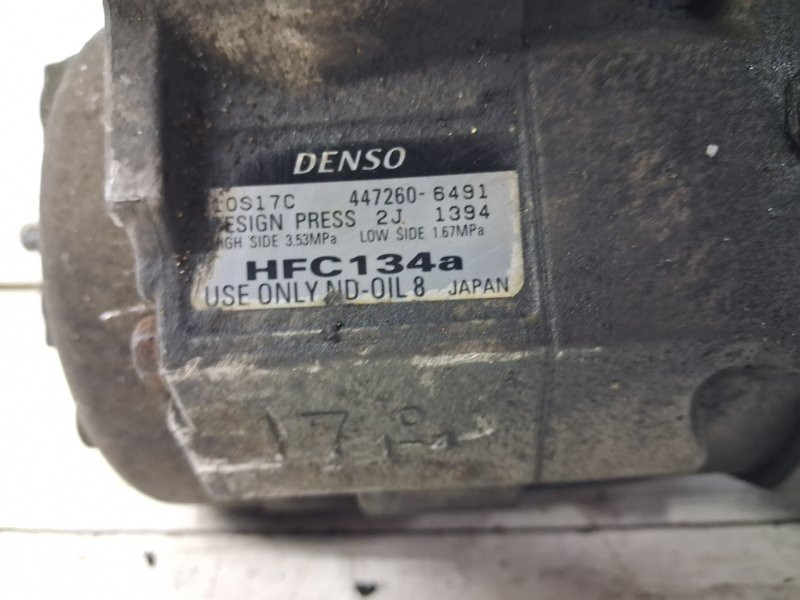 DENSO
10S17C 447260-6491
DESIGN PRESS 2J 1394
HIGH SIDE 3.53MPa LOW SIDE 1.67MPa
HFC134a
USE ONLY ND-OIL 8 JAPAN
17